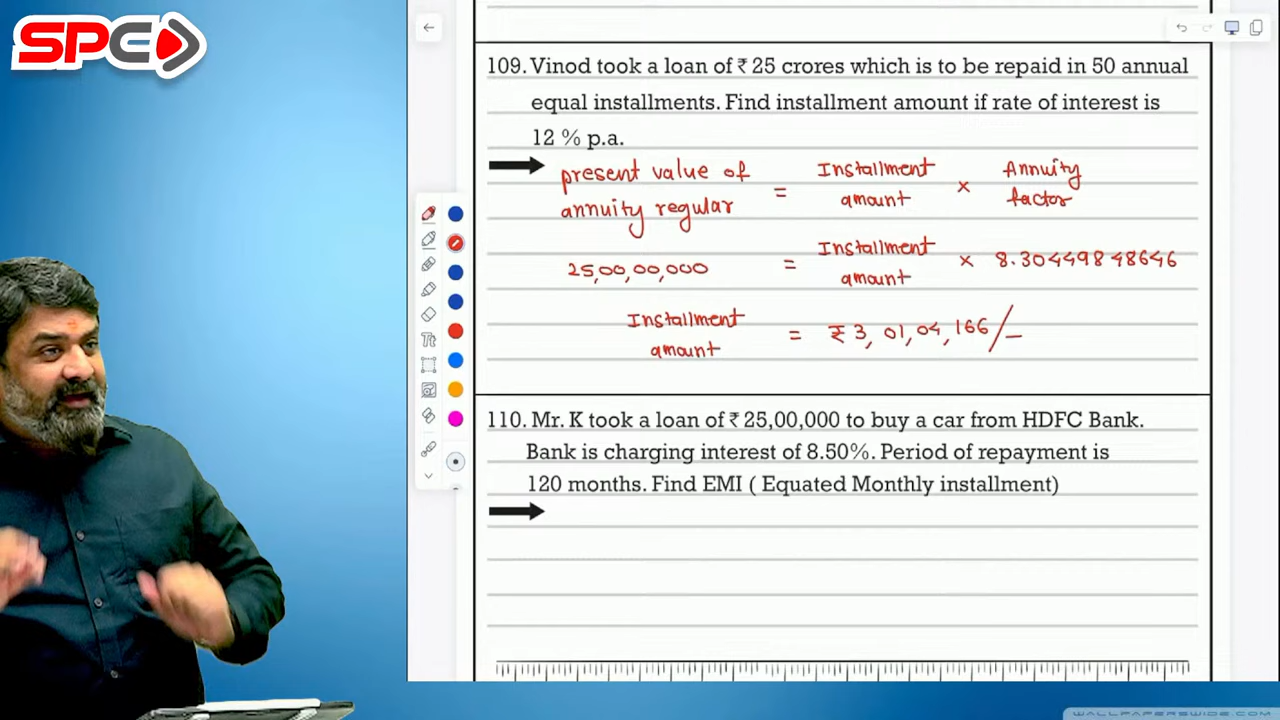 SPC
109. Vinod took a loan of ₹ 25 crores which is to be repaid in 50 annual
equal installments. Find installment amount if rate of interest is
12 % p.a.
present value of annuity regular = Installment amount × Annuity factor
25,00,00,000 = Installment amount × 8.30449848646
Installment amount = ₹ 3, 01, 04, 166/-
110. Mr. K took a loan of ₹ 25,00,000 to buy a car from HDFC Bank.
Bank is charging interest of 8.50%. Period of repayment is
120 months. Find EMI ( Equated Monthly installment)
Tt
WALLPAPERSWIDE.COM